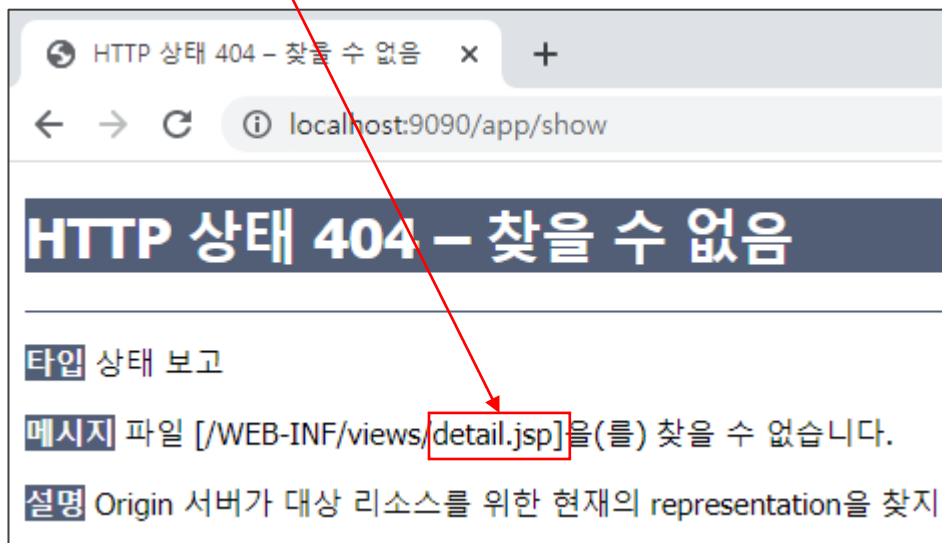 HTTP 상태 404 – 찾을 수 없음
localhost:9090/app/show
HTTP 상태 404 – 찾을 수 없음
타입 상태 보고
메시지 파일 [/WEB-INF/views/detail.jsp]을(를) 찾을 수 없습니다.
설명 Origin 서버가 대상 리소스를 위한 현재의 representation을 찾지